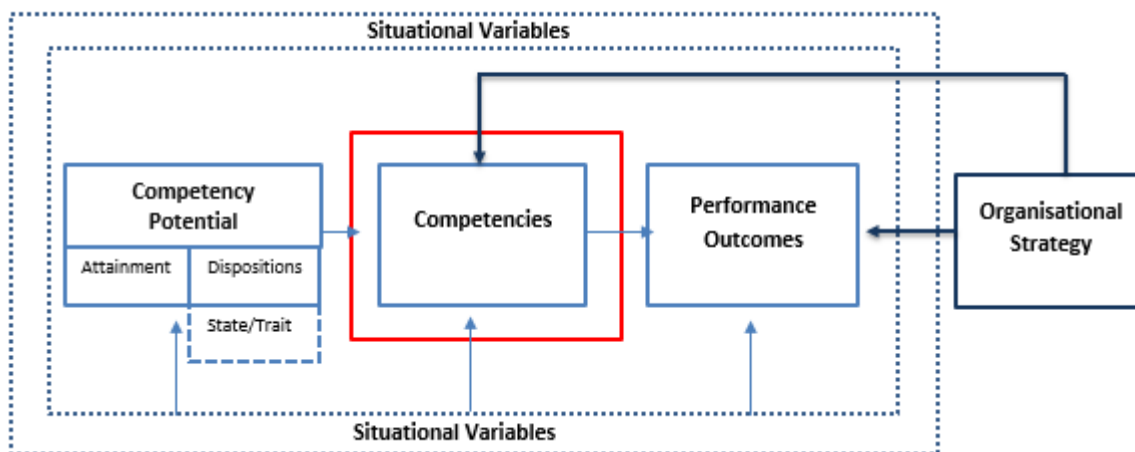 Situational Variables
Competency
Potential
Attainment
Dispositions
State/Trait
Competencies
Performance
Outcomes
Organisational
Strategy
Situational Variables